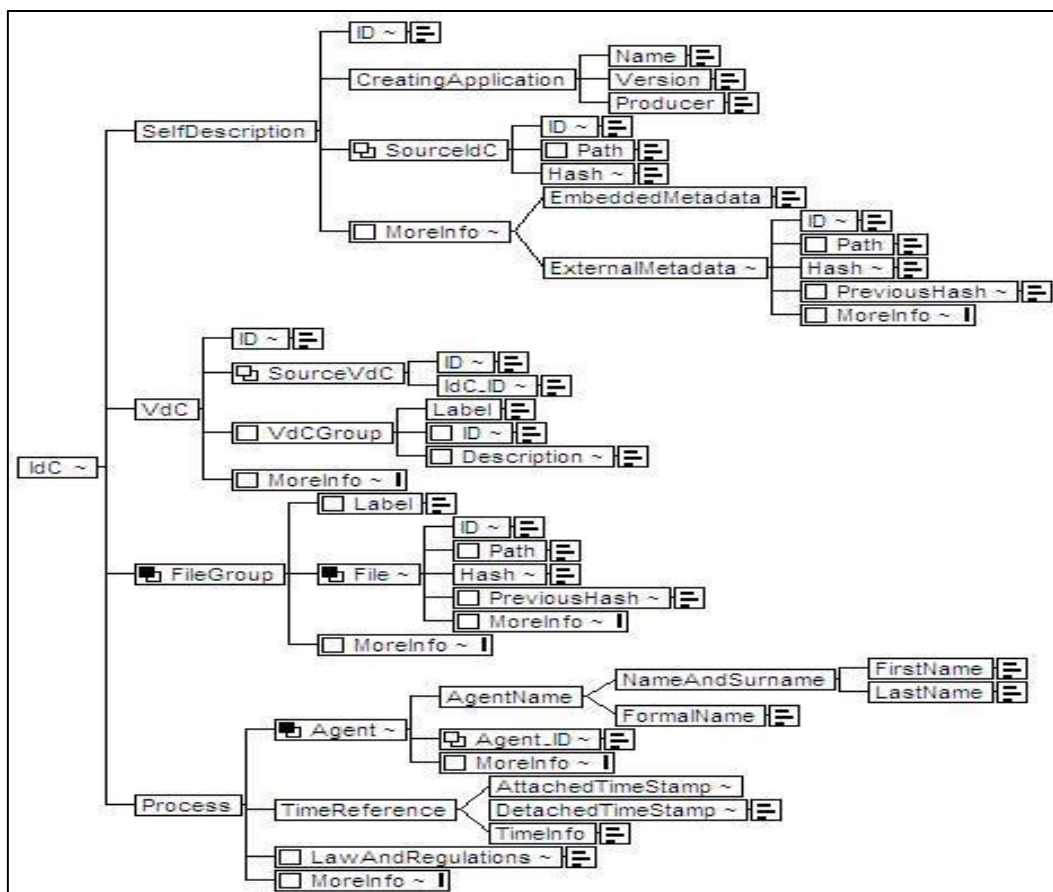 ID ~
Name
CreatingApplication
Version
Producer
SelfDescription
ID ~
SourceIdC
Path
Hash ~
EmbeddedMetadata
MoreInfo ~
ID ~
Path
ExternalMetadata ~
Hash ~
PreviousHash ~
MoreInfo ~
ID ~
SourceVdC
ID ~
IdC_ID ~
VdC
Label
VdCGroup
ID ~
Description ~
IdC ~
MoreInfo ~
Label
ID ~
Path
FileGroup
File ~
Hash ~
PreviousHash ~
MoreInfo ~
MoreInfo ~
FirstName
NameAndSurname
LastName
AgentName
FormalName
Agent ~
Agent_ID ~
MoreInfo ~
AttachedTimeStamp ~
Process
TimeReference
DetachedTimeStamp ~
TimeInfo
LawAndRegulations ~
MoreInfo ~